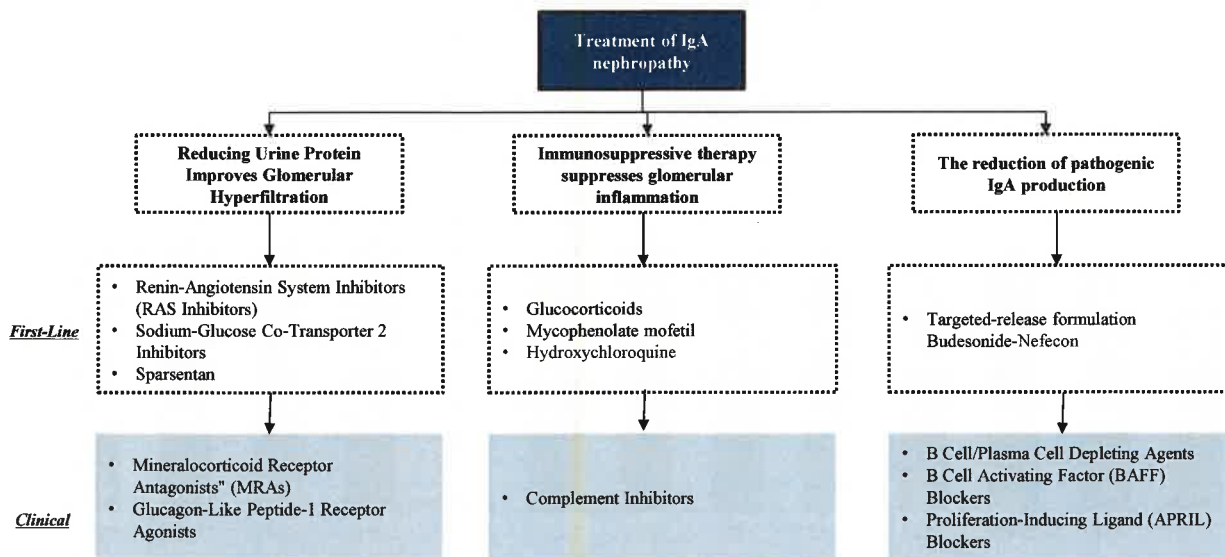 Treatment of IgA
nephropathy
Reducing Urine Protein
Improves Glomerular
Hyperfiltration
Immunosuppressive therapy
suppresses glomerular
inflammation
The reduction of pathogenic
IgA production
First-Line
• Renin-Angiotensin System Inhibitors
(RAS Inhibitors)
• Sodium-Glucose Co-Transporter 2
Inhibitors
• Sparsentan
• Glucocorticoids
• Mycophenolate mofetil
• Hydroxychloroquine
• Targeted-release formulation
Budesonide-Nefecon
Clinical
• Mineralocorticoid Receptor
Antagonists" (MRAs)
• Glucagon-Like Peptide-1 Receptor
Agonists
• Complement Inhibitors
• B Cell/Plasma Cell Depleting Agents
• B Cell Activating Factor (BAFF)
Blockers
• Proliferation-Inducing Ligand (APRIL)
Blockers